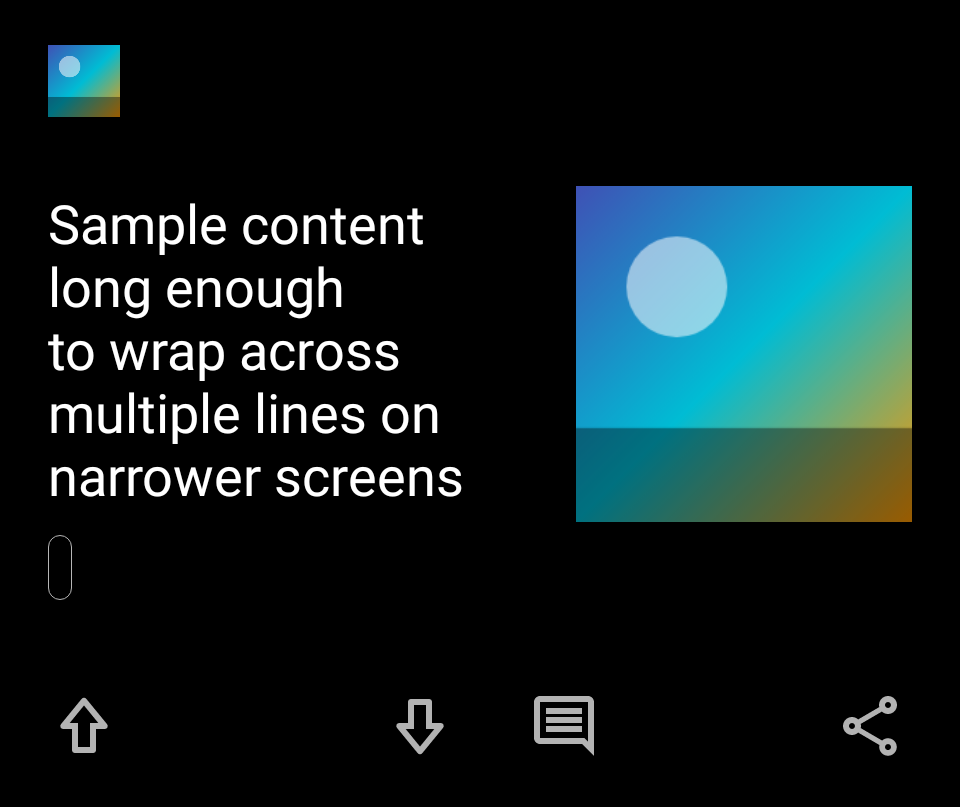 Sample content
long enough
to wrap across
multiple lines on
narrower screens